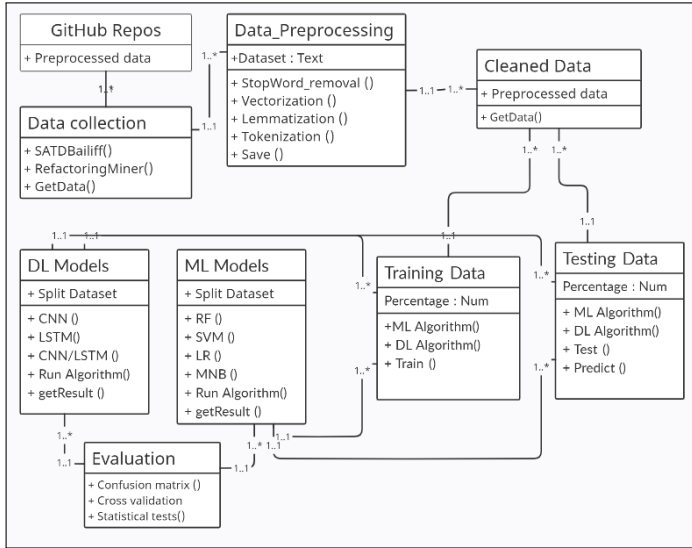 GitHub Repos
+ Preprocessed data
1..*
Data collection
+ SATDBailiff()
+ RefactoringMiner()
+ GetData()
1..1
1..*
Data_Preprocessing
+Dataset : Text
+ StopWord_removal ()
+ Vectorization ()
+ Lemmatization ()
+ Tokenization ()
+ Save ()
1..1
1..*
Cleaned Data
+ Preprocessed data
+ GetData()
1..*
1..*
1..1
1..1
1..1
1..1
DL Models
+ Split Dataset
+ CNN ()
+ LSTM()
+ CNN/LSTM()
+ Run Algorithm()
+ getResult ()
ML Models
+ Split Dataset
+ RF ()
+ SVM ()
+ LR ()
+ MNB ()
+ Run Algorithm()
+ getResult ()
1..*
1..*
Training Data
Percentage : Num
+ML Algorithm()
+ DL Algorithm()
+ Train ()
1..*
1..*
Testing Data
Percentage : Num
+ ML Algorithm()
+ DL Algorithm()
+ Test ()
+ Predict ()
1..*
1..1
1..*
1..1
1..1
1..1
Evaluation
+ Confusion matrix ()
+ Cross validation
+ Statistical tests()